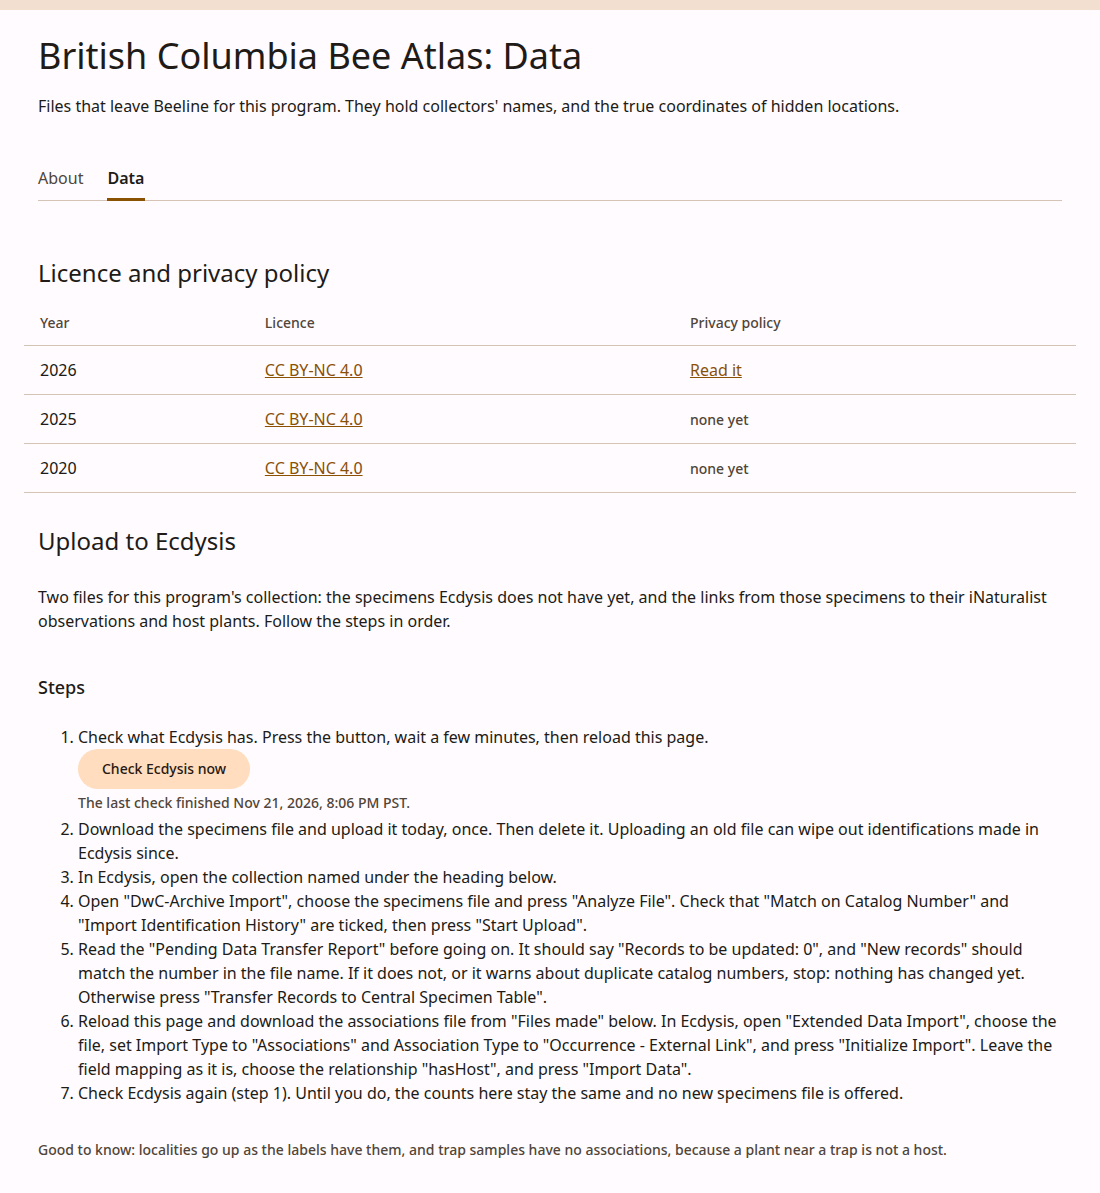 British Columbia Bee Atlas: Data
Files that leave Beeline for this program. They hold collectors' names, and the true coordinates of hidden locations.
About Data
Licence and privacy policy
Year Licence Privacy policy
2026 CC BY-NC 4.0 Read it
2025 CC BY-NC 4.0 none yet
2020 CC BY-NC 4.0 none yet
Upload to Ecdysis
Two files for this program's collection: the specimens Ecdysis does not have yet, and the links from those specimens to their iNaturalist
observations and host plants. Follow the steps in order.
Steps
1. Check what Ecdysis has. Press the button, wait a few minutes, then reload this page.
Check Ecdysis now
The last check finished Nov 21, 2026, 8:06 PM PST.
2. Download the specimens file and upload it today, once. Then delete it. Uploading an old file can wipe out identifications made in
Ecdysis since.
3. In Ecdysis, open the collection named under the heading below.
4. Open "DwC-Archive Import", choose the specimens file and press "Analyze File". Check that "Match on Catalog Number" and
"Import Identification History" are ticked, then press "Start Upload".
5. Read the "Pending Data Transfer Report" before going on. It should say "Records to be updated: 0", and "New records" should
match the number in the file name. If it does not, or it warns about duplicate catalog numbers, stop: nothing has changed yet.
Otherwise press "Transfer Records to Central Specimen Table".
6. Reload this page and download the associations file from "Files made" below. In Ecdysis, open "Extended Data Import", choose the
file, set Import Type to "Associations" and Association Type to "Occurrence - External Link", and press "Initialize Import". Leave the
field mapping as it is, choose the relationship "hasHost", and press "Import Data".
7. Check Ecdysis again (step 1). Until you do, the counts here stay the same and no new specimens file is offered.
Good to know: localities go up as the labels have them, and trap samples have no associations, because a plant near a trap is not a host.